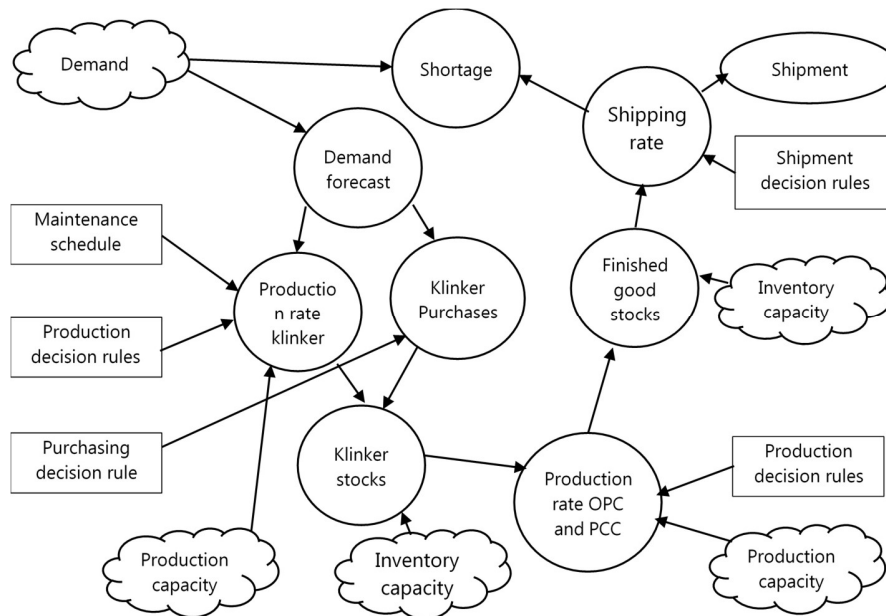 Demand
Shortage
Shipment
Shipping
rate
Demand
forecast
Shipment
decision rules
Maintenance
schedule
Productio
n rate
klinker
Klinker
Purchases
Finished
good
stocks
Inventory
capacity
Production
decision rules
Purchasing
decision rule
Klinker
stocks
Production
rate OPC
and PCC
Production
decision rules
Production
capacity
Inventory
capacity
Production
capacity